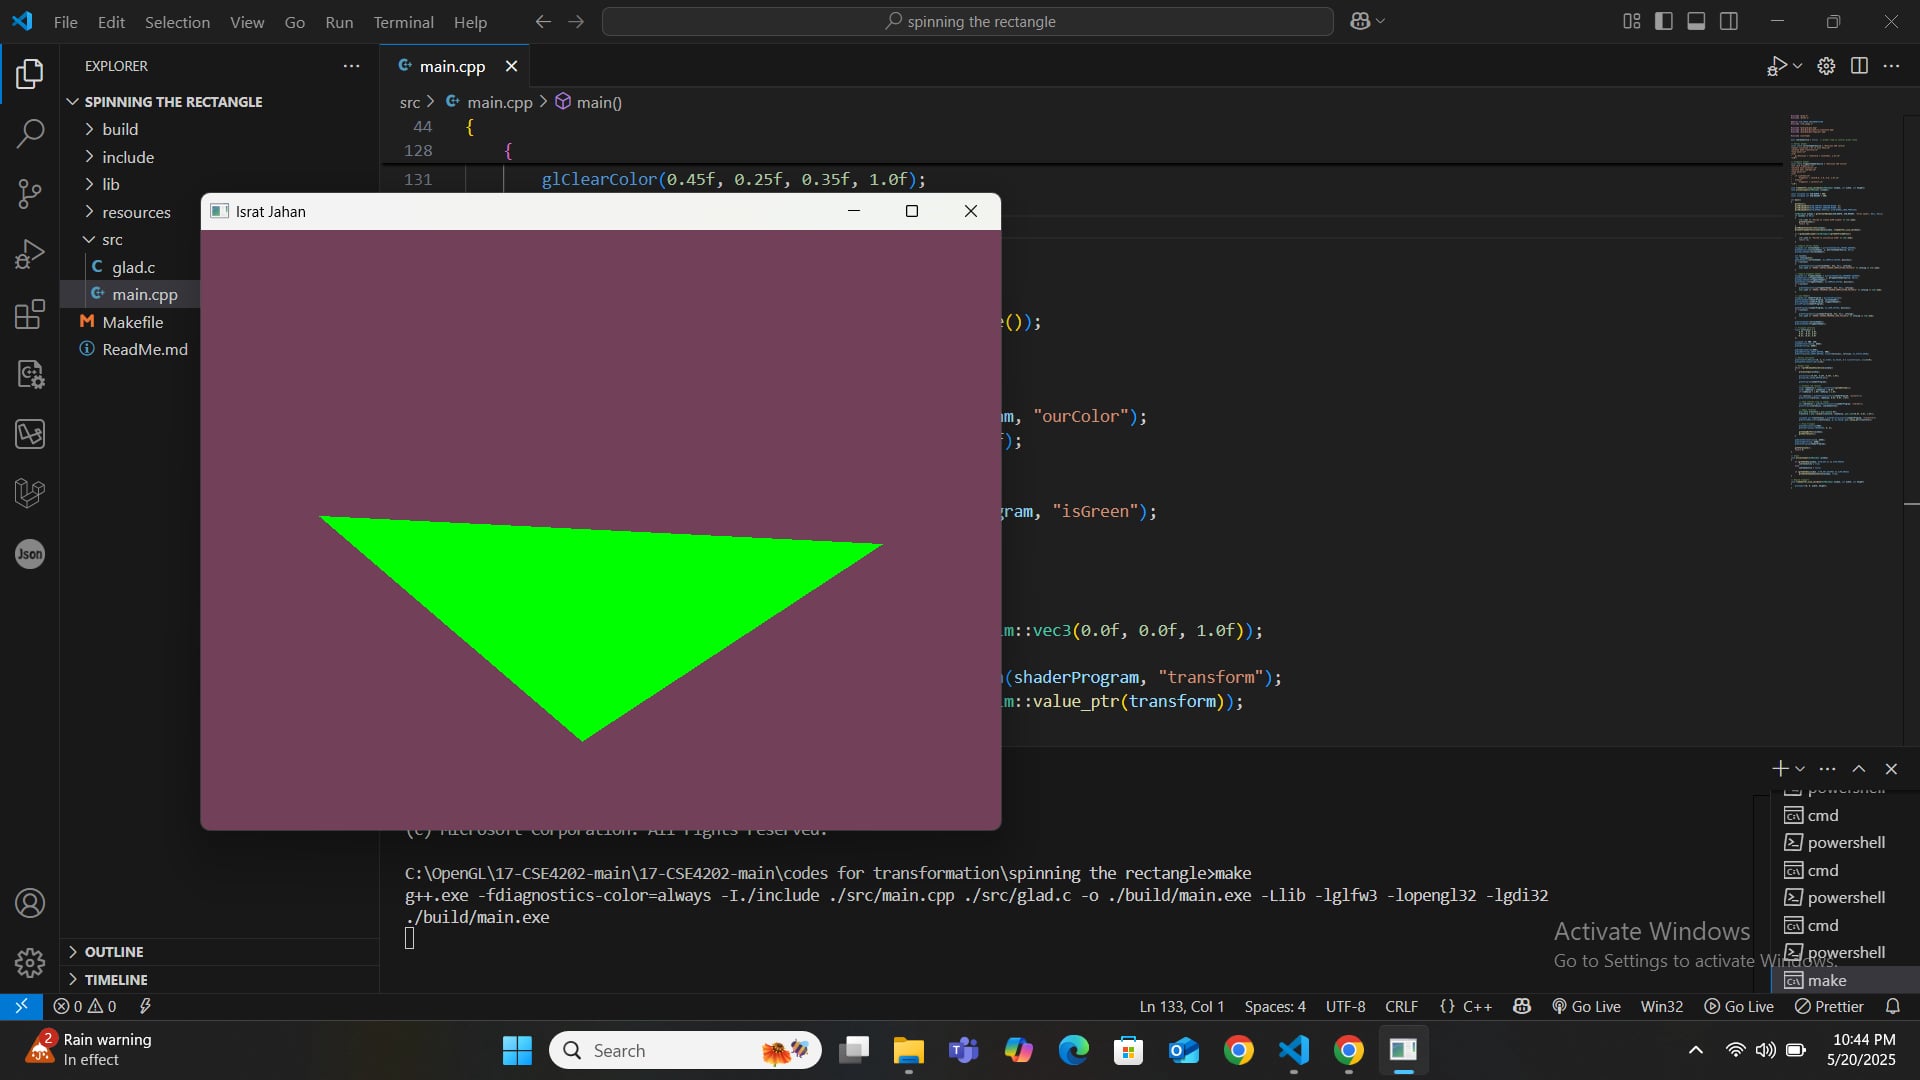 File Edit Selection View Go Run Terminal Help
spinning the rectangle
EXPLORER
SPINNING THE RECTANGLE
build
include
lib
resources
src
glad.c
main.cpp
Makefile
ReadMe.md
OUTLINE
TIMELINE
main.cpp
src > main.cpp > main()
44 {
128 {
131 glClearColor(0.45f, 0.25f, 0.35f, 1.0f);
Israt Jahan
());
, "ourColor");
);
ram, "isGreen");
::vec3(0.0f, 0.0f, 1.0f));
(shaderProgram, "transform");
::value_ptr(transform));
(c) Microsoft Corporation. All rights reserved.
C:\OpenGL\17-CSE4202-main\17-CSE4202-main\codes for transformation\spinning the rectangle>make
g++.exe -fdiagnostics-color=always -I./include ./src/main.cpp ./src/glad.c -o ./build/main.exe -Llib -lglfw3 -lopengl32 -lgdi32
./build/main.exe
powershell
cmd
powershell
cmd
powershell
cmd
powershell
make
Activate Windows
Go to Settings to activate Windows.
Json
0 0
Ln 133, Col 1 Spaces: 4 UTF-8 CRLF {} C++ Go Live Win32 Go Live Prettier
2
Rain warning
In effect
Search
10:44 PM
5/20/2025